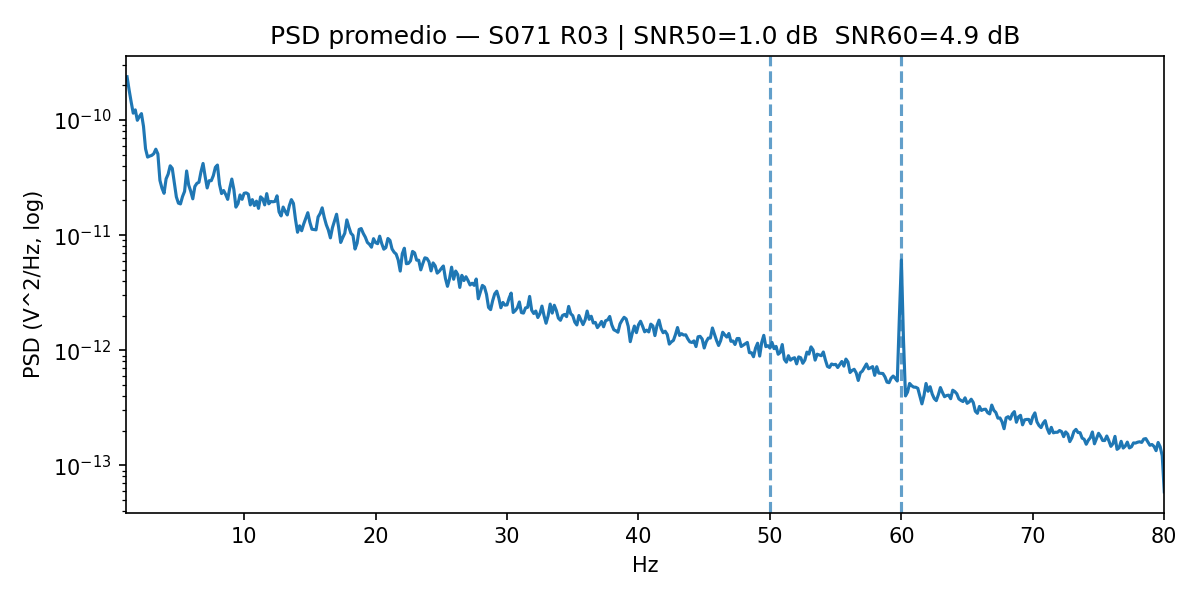 PSD promedio — S071 R03 | SNR50=1.0 dB  SNR60=4.9 dB
PSD (V^2/Hz, log)
10⁻¹⁰
10⁻¹¹
10⁻¹²
10⁻¹³
10 20 30 40 50 60 70 80
Hz